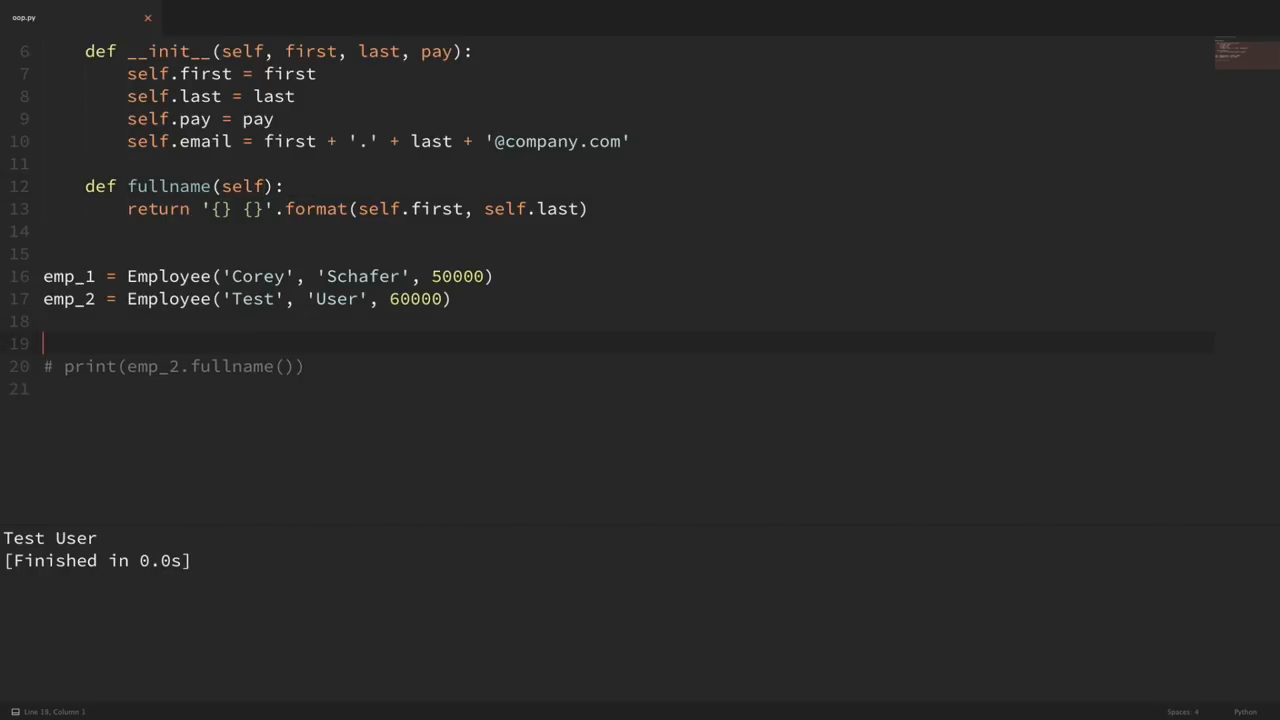 oop.py ×
6 def __init__(self, first, last, pay):
7 self.first = first
8 self.last = last
9 self.pay = pay
10 self.email = first + '.' + last + '@company.com'
11
12 def fullname(self):
13 return '{} {}'.format(self.first, self.last)
14
15
16 emp_1 = Employee('Corey', 'Schafer', 50000)
17 emp_2 = Employee('Test', 'User', 60000)
18
19
20 # print(emp_2.fullname())
21
Test User
[Finished in 0.0s]
Line 19, Column 1 Spaces: 4 Python